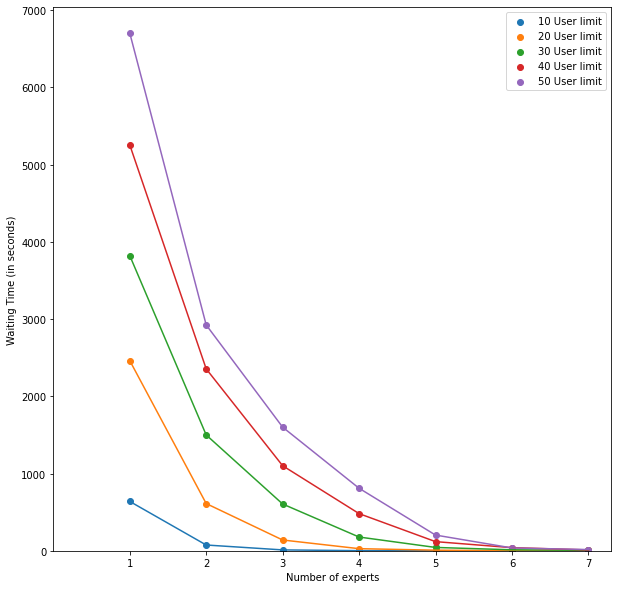 7000
6000
5000
4000
3000
2000
1000
0
Waiting Time (in seconds)
1 2 3 4 5 6 7
Number of experts
10 User limit
20 User limit
30 User limit
40 User limit
50 User limit